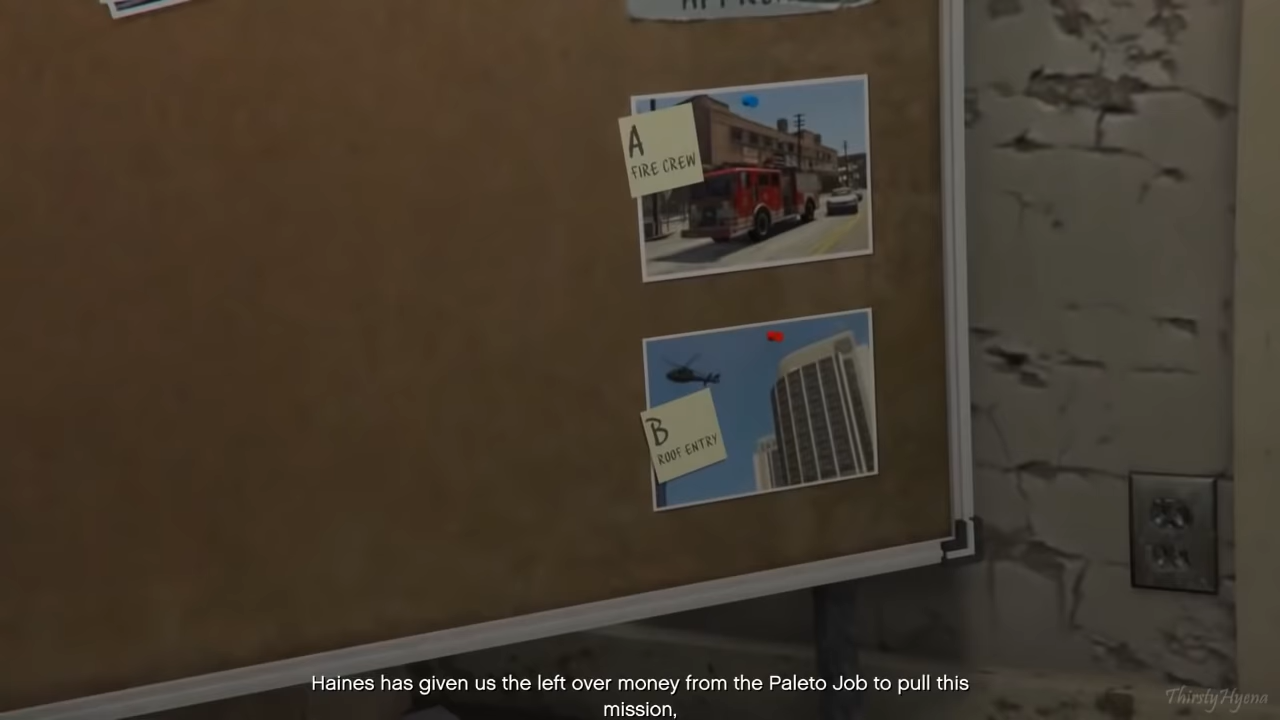 A
FIRE CREW
B
ROOF ENTRY
Haines has given us the left over money from the Paleto Job to pull this
mission,
ThirstyHyena